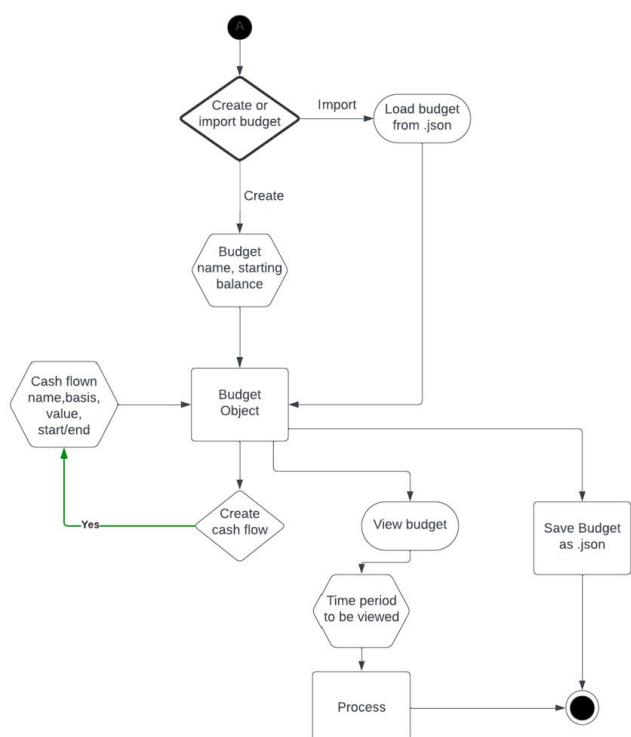 A
Create or
import budget
Import
Load budget
from .json
Create
Budget
name, starting
balance
Cash flown
name,basis,
value,
start/end
Budget
Object
Yes
Create
cash flow
View budget
Save Budget
as .json
Time period
to be viewed
Process